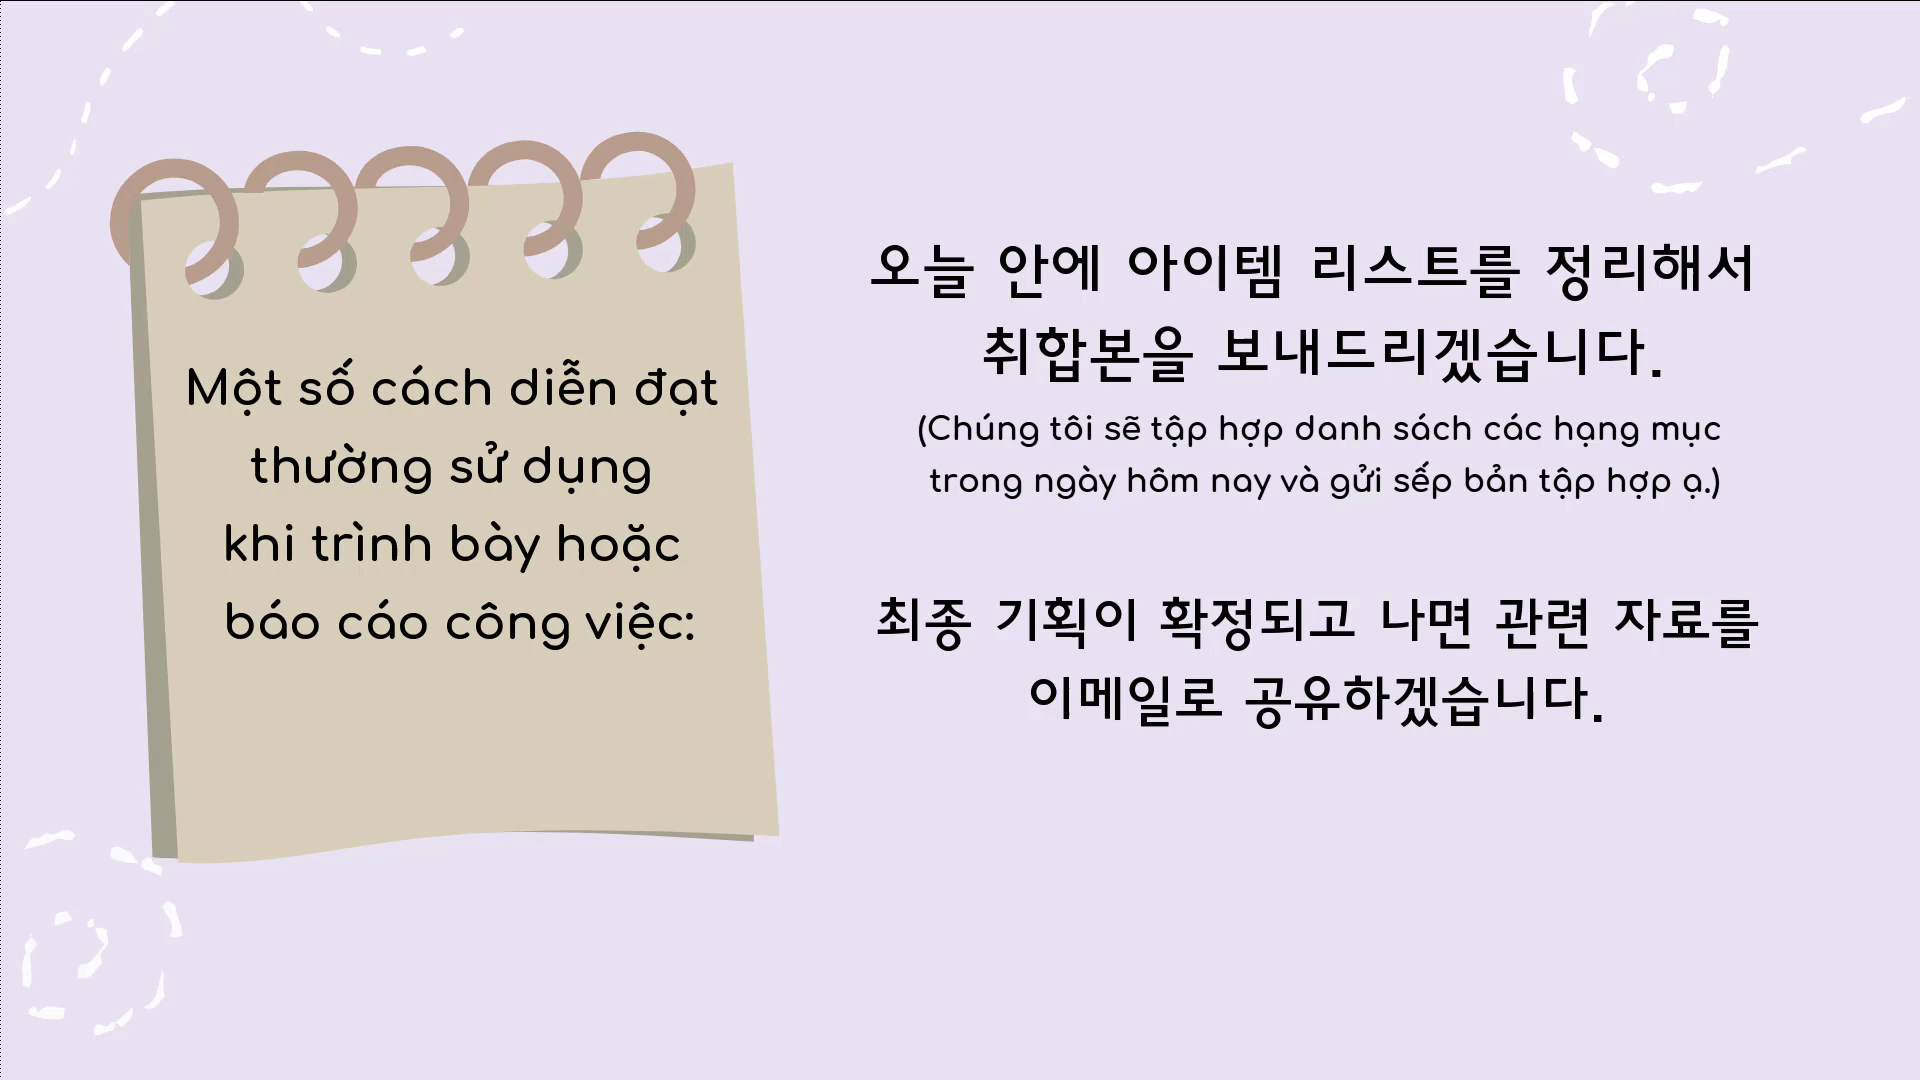 Một số cách diễn đạt
thường sử dụng
khi trình bày hoặc
báo cáo công việc:
오늘 안에 아이템 리스트를 정리해서
취합본을 보내드리겠습니다.
(Chúng tôi sẽ tập hợp danh sách các hạng mục
trong ngày hôm nay và gửi sếp bản tập hợp ạ.)
최종 기획이 확정되고 나면 관련 자료를
이메일로 공유하겠습니다.